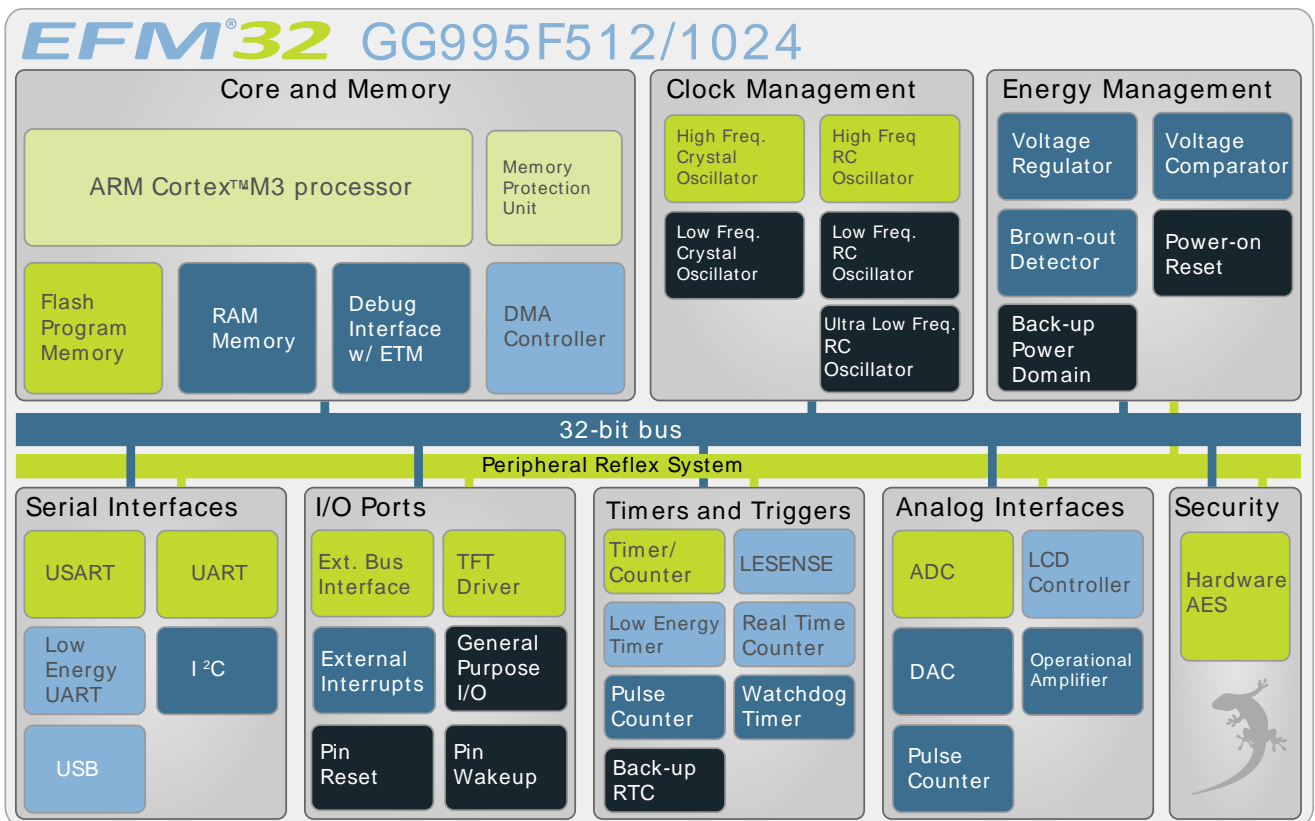 EFM®32 GG995F512/1024
Core and Memory
ARM Cortex™M3 processor
Memory
Protection
Unit
Flash
Program
Memory
RAM
Memory
Debug
Interface
w/ ETM
DMA
Controller
Clock Management
High Freq.
Crystal
Oscillator
High Freq
RC
Oscillator
Low Freq.
Crystal
Oscillator
Low Freq.
RC
Oscillator
Ultra Low Freq.
RC
Oscillator
Energy Management
Voltage
Regulator
Voltage
Comparator
Brown-out
Detector
Power-on
Reset
Back-up
Power
Domain
32-bit bus
Peripheral Reflex System
Serial Interfaces
USART
UART
Low
Energy
UART
I²C
USB
I/O Ports
Ext. Bus
Interface
TFT
Driver
External
Interrupts
General
Purpose
I/O
Pin
Reset
Pin
Wakeup
Timers and Triggers
Timer/
Counter
LESENSE
Low Energy
Timer
Real Time
Counter
Pulse
Counter
Watchdog
Timer
Back-up
RTC
Analog Interfaces
ADC
LCD
Controller
DAC
Operational
Amplifier
Pulse
Counter
Security
Hardware
AES